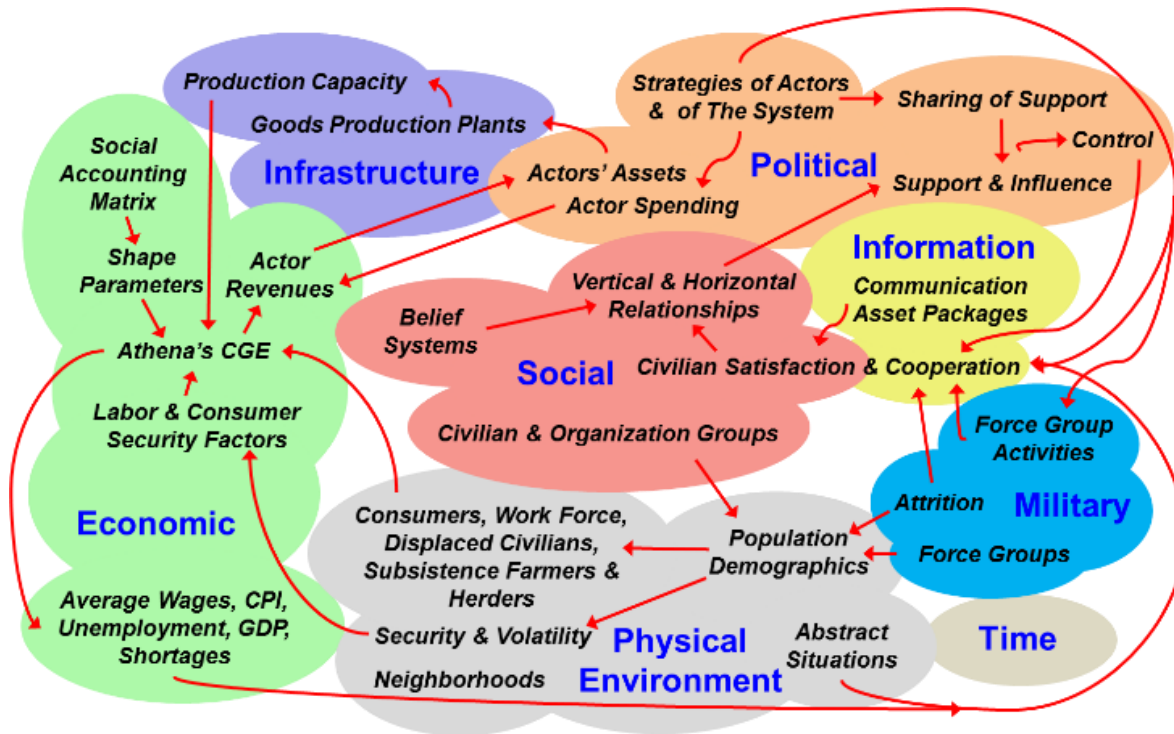 Production Capacity
Goods Production Plants
Infrastructure
Strategies of Actors
& of The System
Sharing of Support
Control
Political
Actors' Assets
Actor Spending
Support & Influence
Social
Accounting
Matrix
Shape
Parameters
Actor
Revenues
Athena's CGE
Labor & Consumer
Security Factors
Economic
Average Wages, CPI,
Unemployment, GDP,
Shortages
Information
Communication
Asset Packages
Vertical & Horizontal
Relationships
Belief
Systems
Social
Civilian Satisfaction & Cooperation
Civilian & Organization Groups
Force Group
Activities
Attrition
Military
Force Groups
Consumers, Work Force,
Displaced Civilians,
Subsistence Farmers &
Herders
Population
Demographics
Security & Volatility
Neighborhoods
Physical
Environment
Abstract
Situations
Time